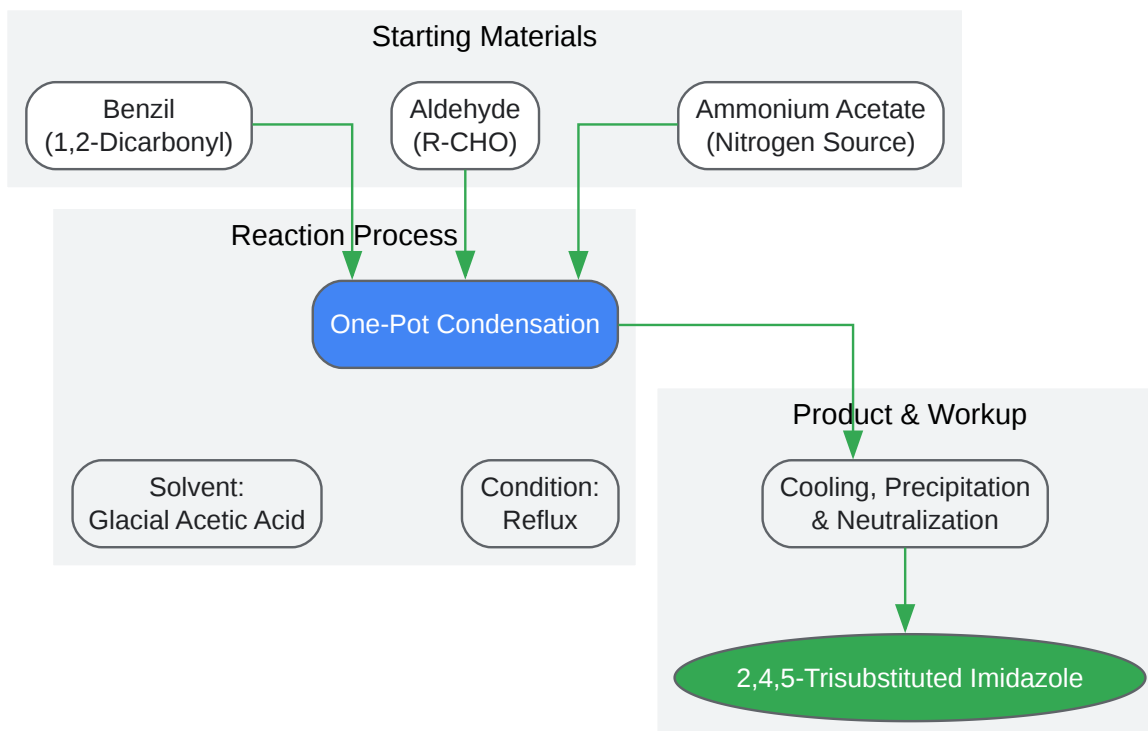 Starting Materials
Benzil
(1,2-Dicarbonyl)
Aldehyde
(R-CHO)
Ammonium Acetate
(Nitrogen Source)
Reaction Process
One-Pot Condensation
Solvent:
Glacial Acetic Acid
Condition:
Reflux
Product & Workup
Cooling, Precipitation
& Neutralization
2,4,5-Trisubstituted Imidazole